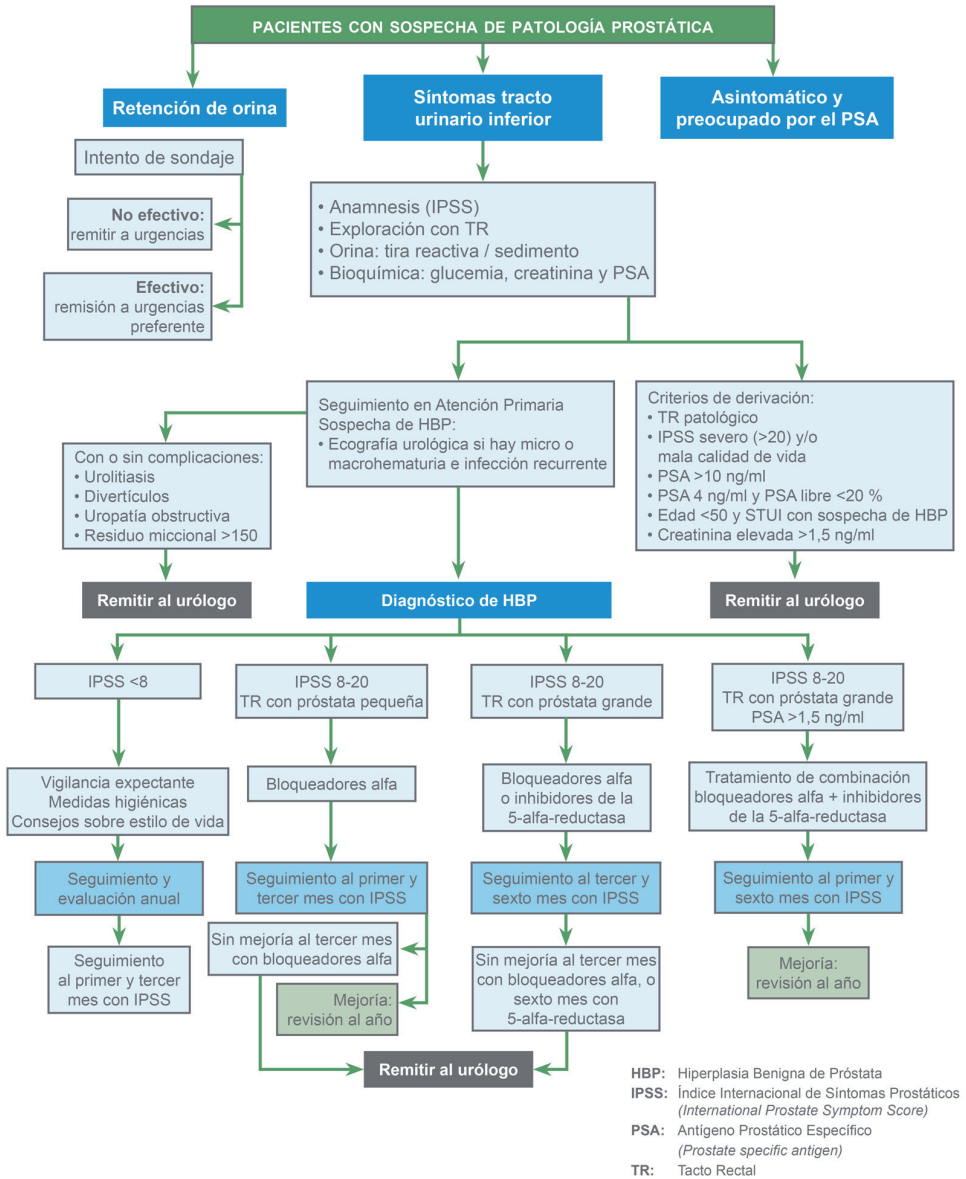 PACIENTES CON SOSPECHA DE PATOLOGÍA PROSTÁTICA
Retención de orina
Síntomas tracto
urinario inferior
Asintomático y
preocupado por el PSA
Intento de sondaje
No efectivo:
remitir a urgencias
Efectivo:
remisión a urgencias
preferente
• Anamnesis (IPSS)
• Exploración con TR
• Orina: tira reactiva / sedimento
• Bioquímica: glucemia, creatinina y PSA
Seguimiento en Atención Primaria
Sospecha de HBP:
• Ecografía urológica si hay micro o
macrohematuria e infección recurrente
Criterios de derivación:
• TR patológico
• IPSS severo (>20) y/o
mala calidad de vida
• PSA >10 ng/ml
• PSA 4 ng/ml y PSA libre <20 %
• Edad <50 y STUI con sospecha de HBP
• Creatinina elevada >1,5 ng/ml
Con o sin complicaciones:
• Urolitiasis
• Divertículos
• Uropatía obstructiva
• Residuo miccional >150
Remitir al urólogo
Diagnóstico de HBP
Remitir al urólogo
IPSS <8
IPSS 8-20
TR con próstata pequeña
IPSS 8-20
TR con próstata grande
IPSS 8-20
TR con próstata grande
PSA >1,5 ng/ml
Vigilancia expectante
Medidas higiénicas
Consejos sobre estilo de vida
Bloqueadores alfa
Bloqueadores alfa
o inhibidores de la
5-alfa-reductasa
Tratamiento de combinación
bloqueadores alfa + inhibidores
de la 5-alfa-reductasa
Seguimiento y
evaluación anual
Seguimiento al primer y
tercer mes con IPSS
Seguimiento al tercer y
sexto mes con IPSS
Seguimiento al primer y
sexto mes con IPSS
Seguimiento
al primer y tercer
mes con IPSS
Sin mejoría al tercer mes
con bloqueadores alfa
Mejoría:
revisión al año
Sin mejoría al tercer mes
con bloqueadores alfa, o
sexto mes con
5-alfa-reductasa
Mejoría:
revisión al año
Remitir al urólogo
HBP: Hiperplasia Benigna de Próstata
IPSS: Índice Internacional de Síntomas Prostáticos
(International Prostate Symptom Score)
PSA: Antígeno Prostático Específico
(Prostate specific antigen)
TR: Tacto Rectal